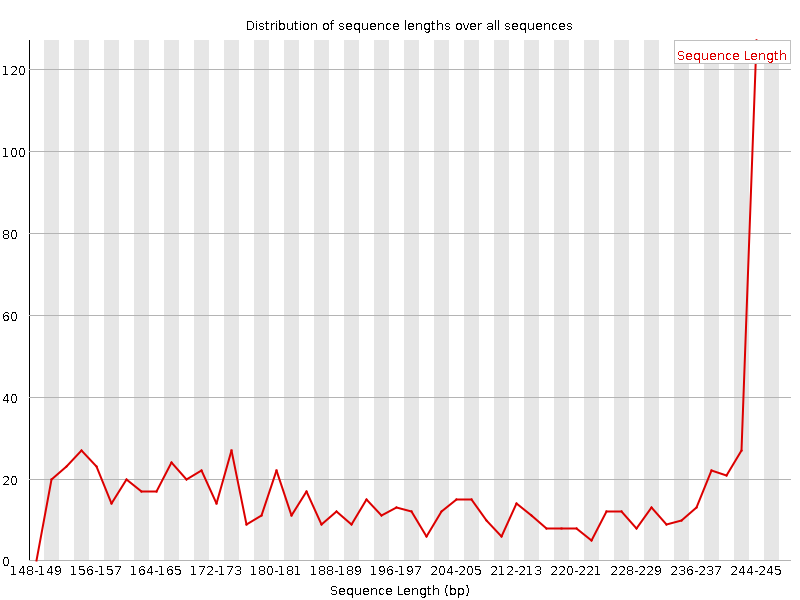 Distribution of sequence lengths over all sequences
Sequence Length
120
100
80
60
40
20
0
148-149 156-157 164-165 172-173 180-181 188-189 196-197 204-205 212-213 220-221 228-229 236-237 244-245
Sequence Length (bp)